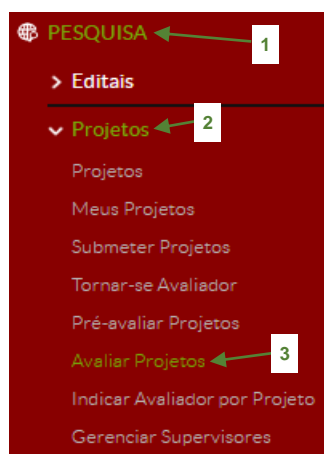 PESQUISA
1
Editais
Projetos
2
Projetos
Meus Projetos
Submeter Projetos
Tornar-se Avaliador
Pré-avaliar Projetos
Avaliar Projetos
3
Indicar Avaliador por Projeto
Gerenciar Supervisores